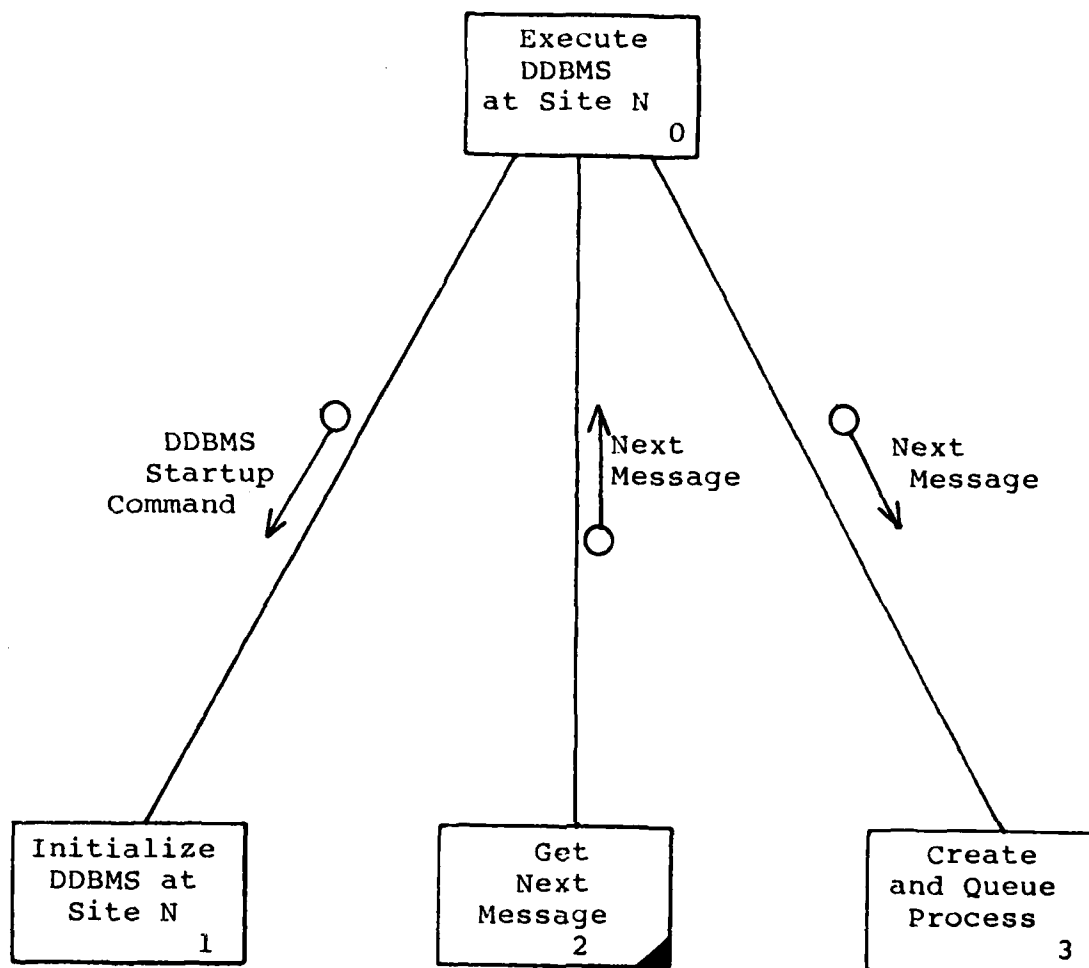 Execute
DDBMS
at Site N
0
DDBMS
Startup
Command
Next
Message
Next
Message
Initialize
DDBMS at
Site N
1
Get
Next
Message
2
Create
and Queue
Process
3